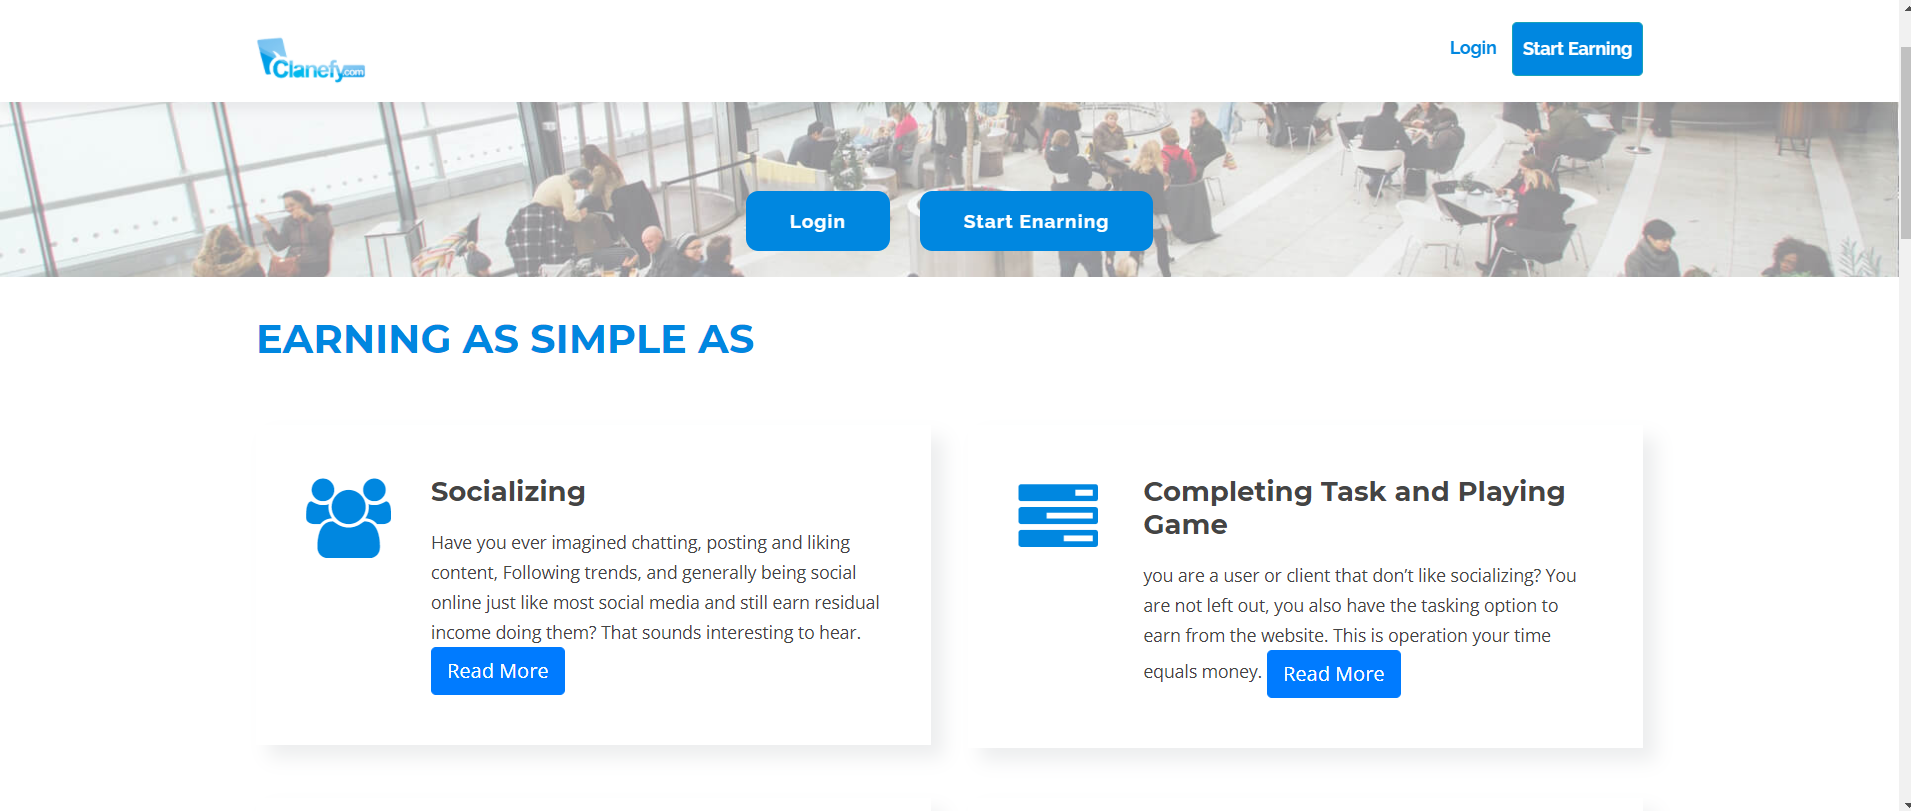 Clanefy.com
Login
Start Earning
Login
Start Enarning
EARNING AS SIMPLE AS
Socializing
Have you ever imagined chatting, posting and liking
content, Following trends, and generally being social
online just like most social media and still earn residual
income doing them? That sounds interesting to hear.
Read More
Completing Task and Playing
Game
you are a user or client that don’t like socializing? You
are not left out, you also have the tasking option to
earn from the website. This is operation your time
equals money. Read More